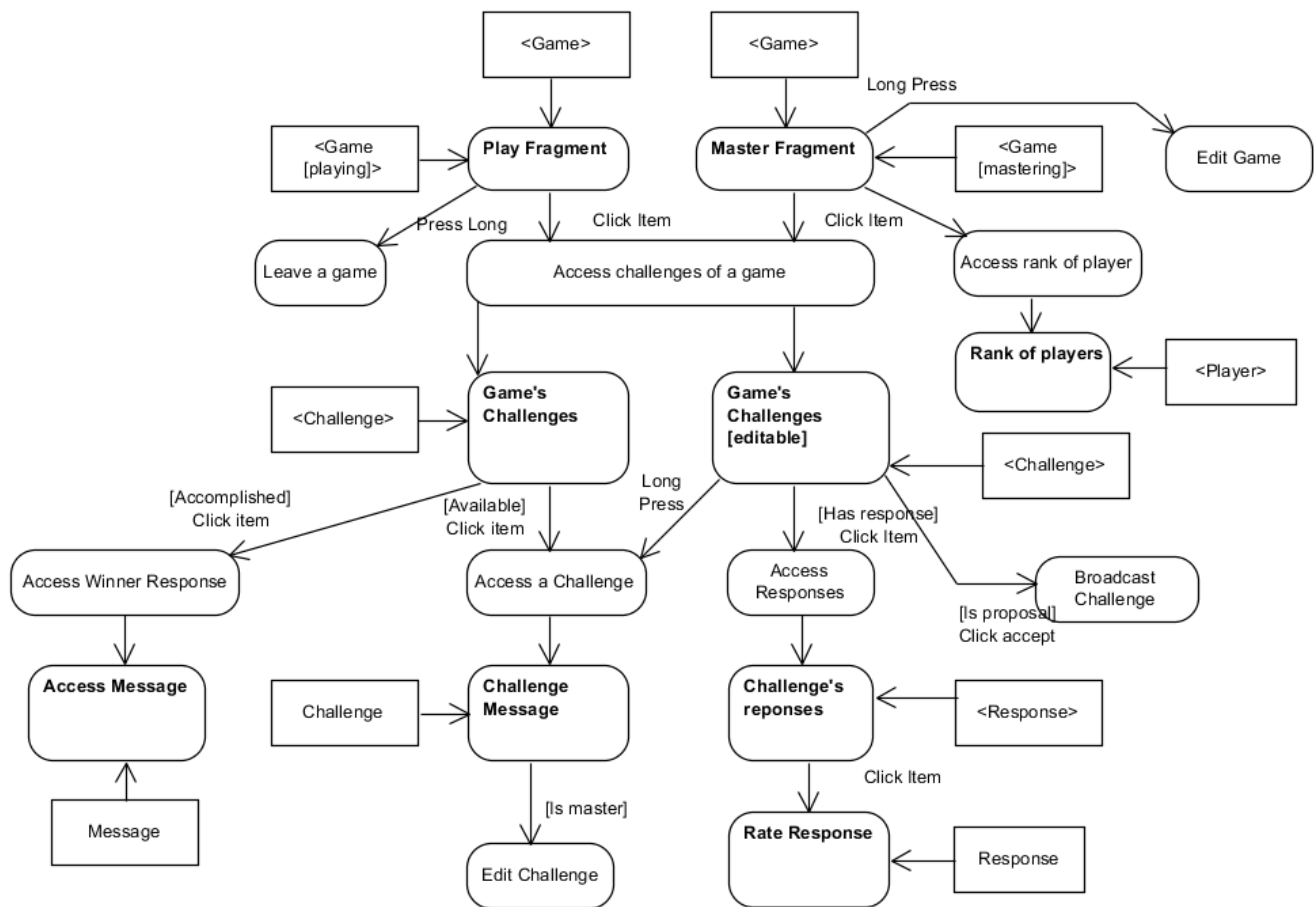 <Game>
<Game>
Long Press
<Game
[playing]>
Play Fragment
Master Fragment
<Game
[mastering]>
Edit Game
Press Long
Click Item
Click Item
Leave a game
Access challenges of a game
Access rank of player
Rank of players
<Player>
<Challenge>
Game's
Challenges
Game's
Challenges
[editable]
<Challenge>
[Accomplished]
Click item
[Available]
Click item
Long
Press
[Has response]
Click Item
Access Winner Response
Access a Challenge
Access
Responses
Broadcast
Challenge
[Is proposal]
Click accept
Access Message
Challenge
Challenge
Message
Challenge's
reponses
<Response>
Click Item
Message
[Is master]
Rate Response
Response
Edit Challenge